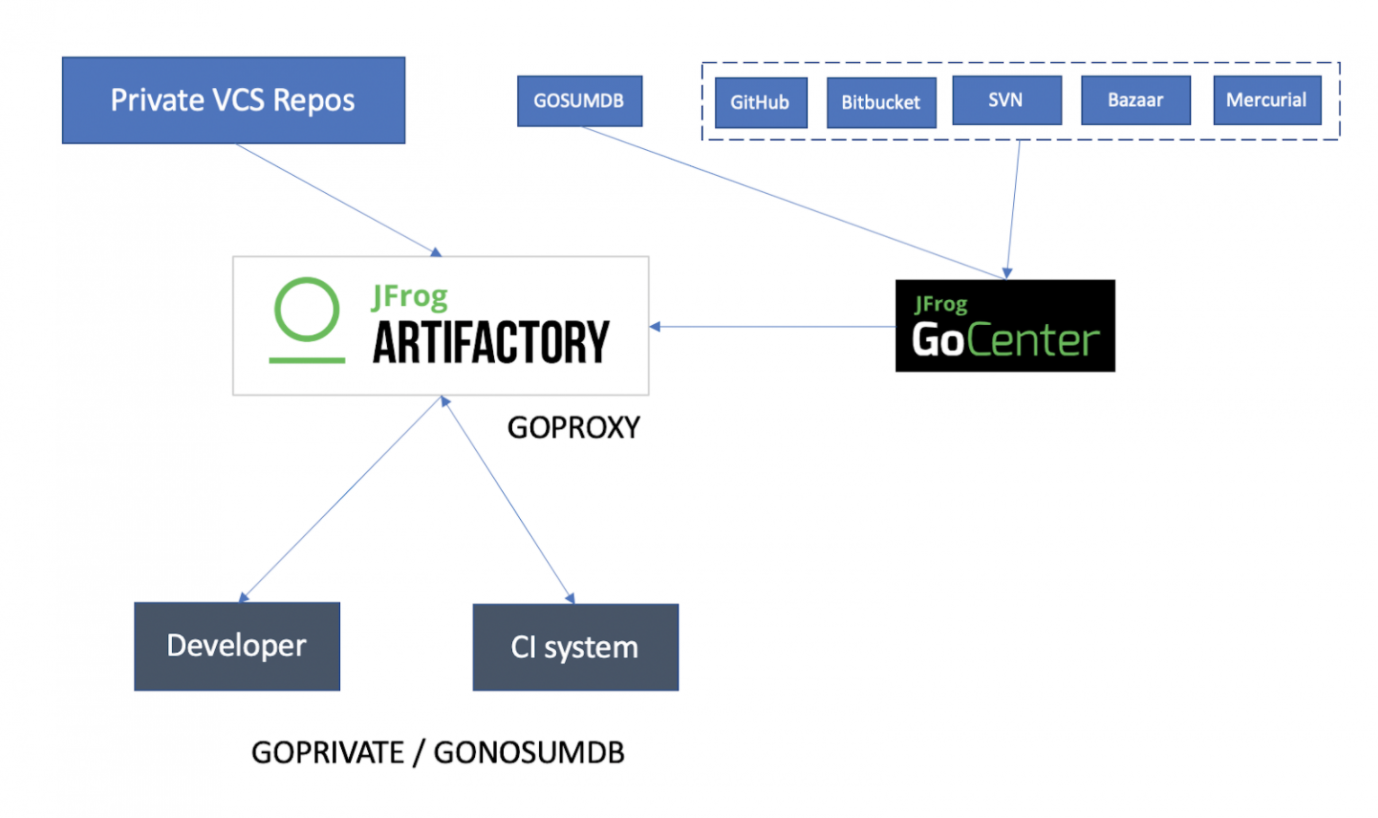 Private VCS Repos
GOSUMDB
GitHub
Bitbucket
SVN
Bazaar
Mercurial
JFrog
ARTIFACTORY
JFrog
GoCenter
GOPROXY
Developer
CI system
GOPRIVATE / GONOSUMDB